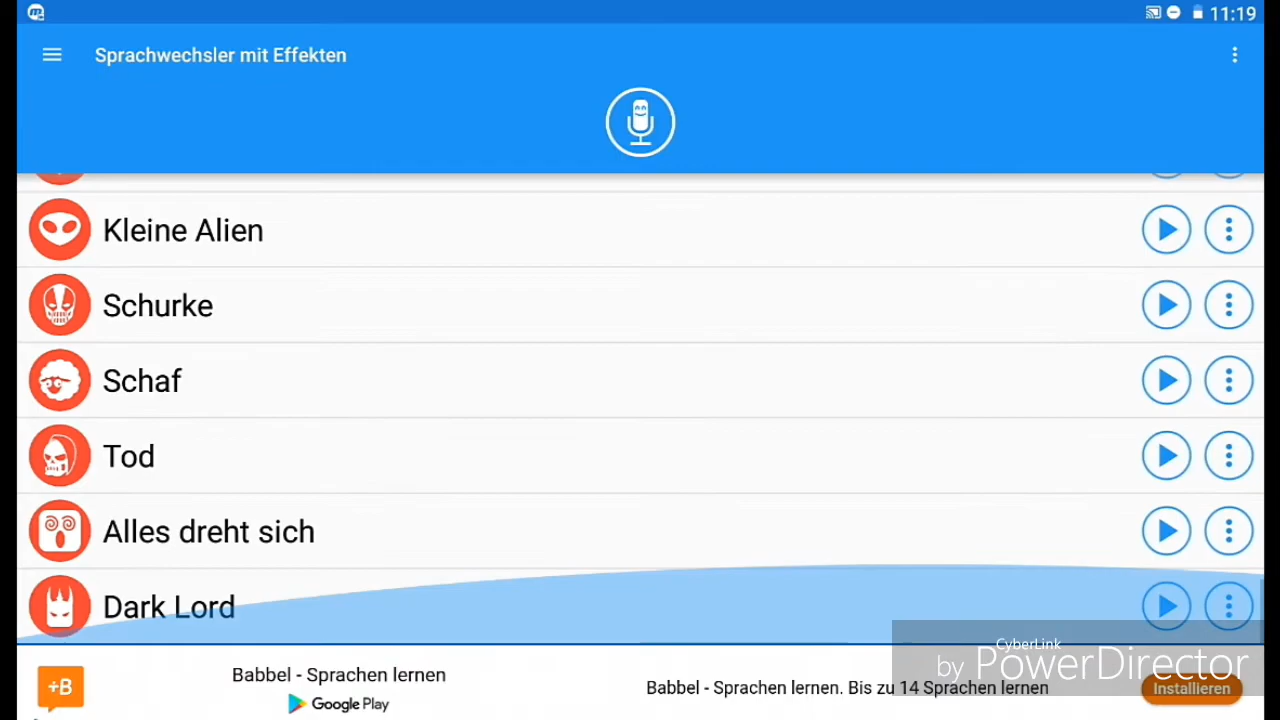 11:19
Sprachwechsler mit Effekten
Kleine Alien
Schurke
Schaf
Tod
Alles dreht sich
Dark Lord
+B
Babbel - Sprachen lernen
Google Play
Babbel - Sprachen lernen. Bis zu 14 Sprachen lernen
Installieren
CyberLink
by PowerDirector